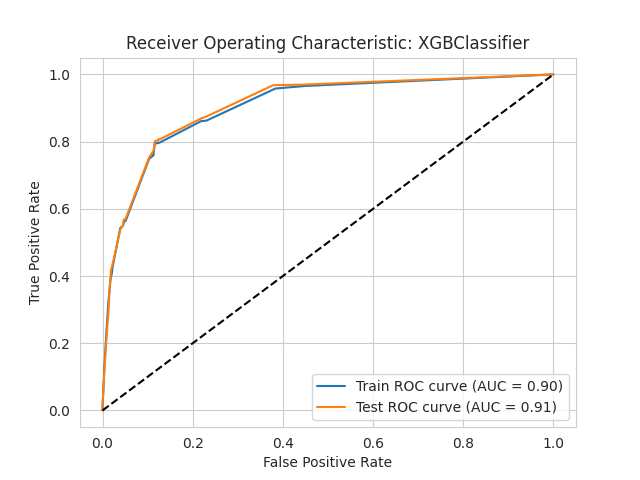 Receiver Operating Characteristic: XGBClassifier
True Positive Rate
1.0
0.8
0.6
0.4
0.2
0.0
0.0 0.2 0.4 0.6 0.8 1.0
False Positive Rate
Train ROC curve (AUC = 0.90)
Test ROC curve (AUC = 0.91)